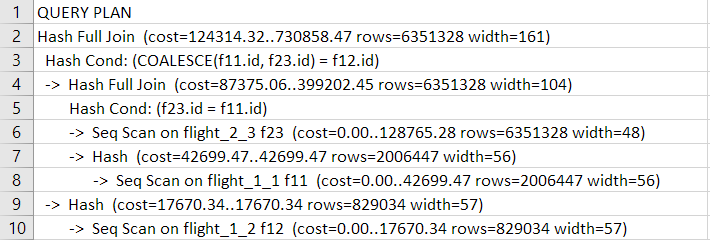 1 QUERY PLAN
2 Hash Full Join (cost=124314.32..730858.47 rows=6351328 width=161)
3 Hash Cond: (COALESCE(f11.id, f23.id) = f12.id)
4 -> Hash Full Join (cost=87375.06..399202.45 rows=6351328 width=104)
5 Hash Cond: (f23.id = f11.id)
6 -> Seq Scan on flight_2_3 f23 (cost=0.00..128765.28 rows=6351328 width=48)
7 -> Hash (cost=42699.47..42699.47 rows=2006447 width=56)
8 -> Seq Scan on flight_1_1 f11 (cost=0.00..42699.47 rows=2006447 width=56)
9 -> Hash (cost=17670.34..17670.34 rows=829034 width=57)
10 -> Seq Scan on flight_1_2 f12 (cost=0.00..17670.34 rows=829034 width=57)